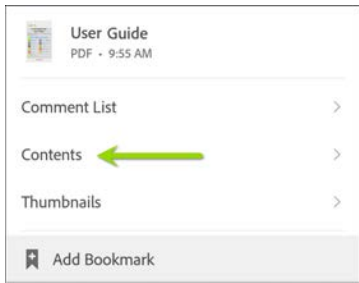 User Guide
PDF - 9:55 AM
Comment List
Contents
Thumbnails
Add Bookmark